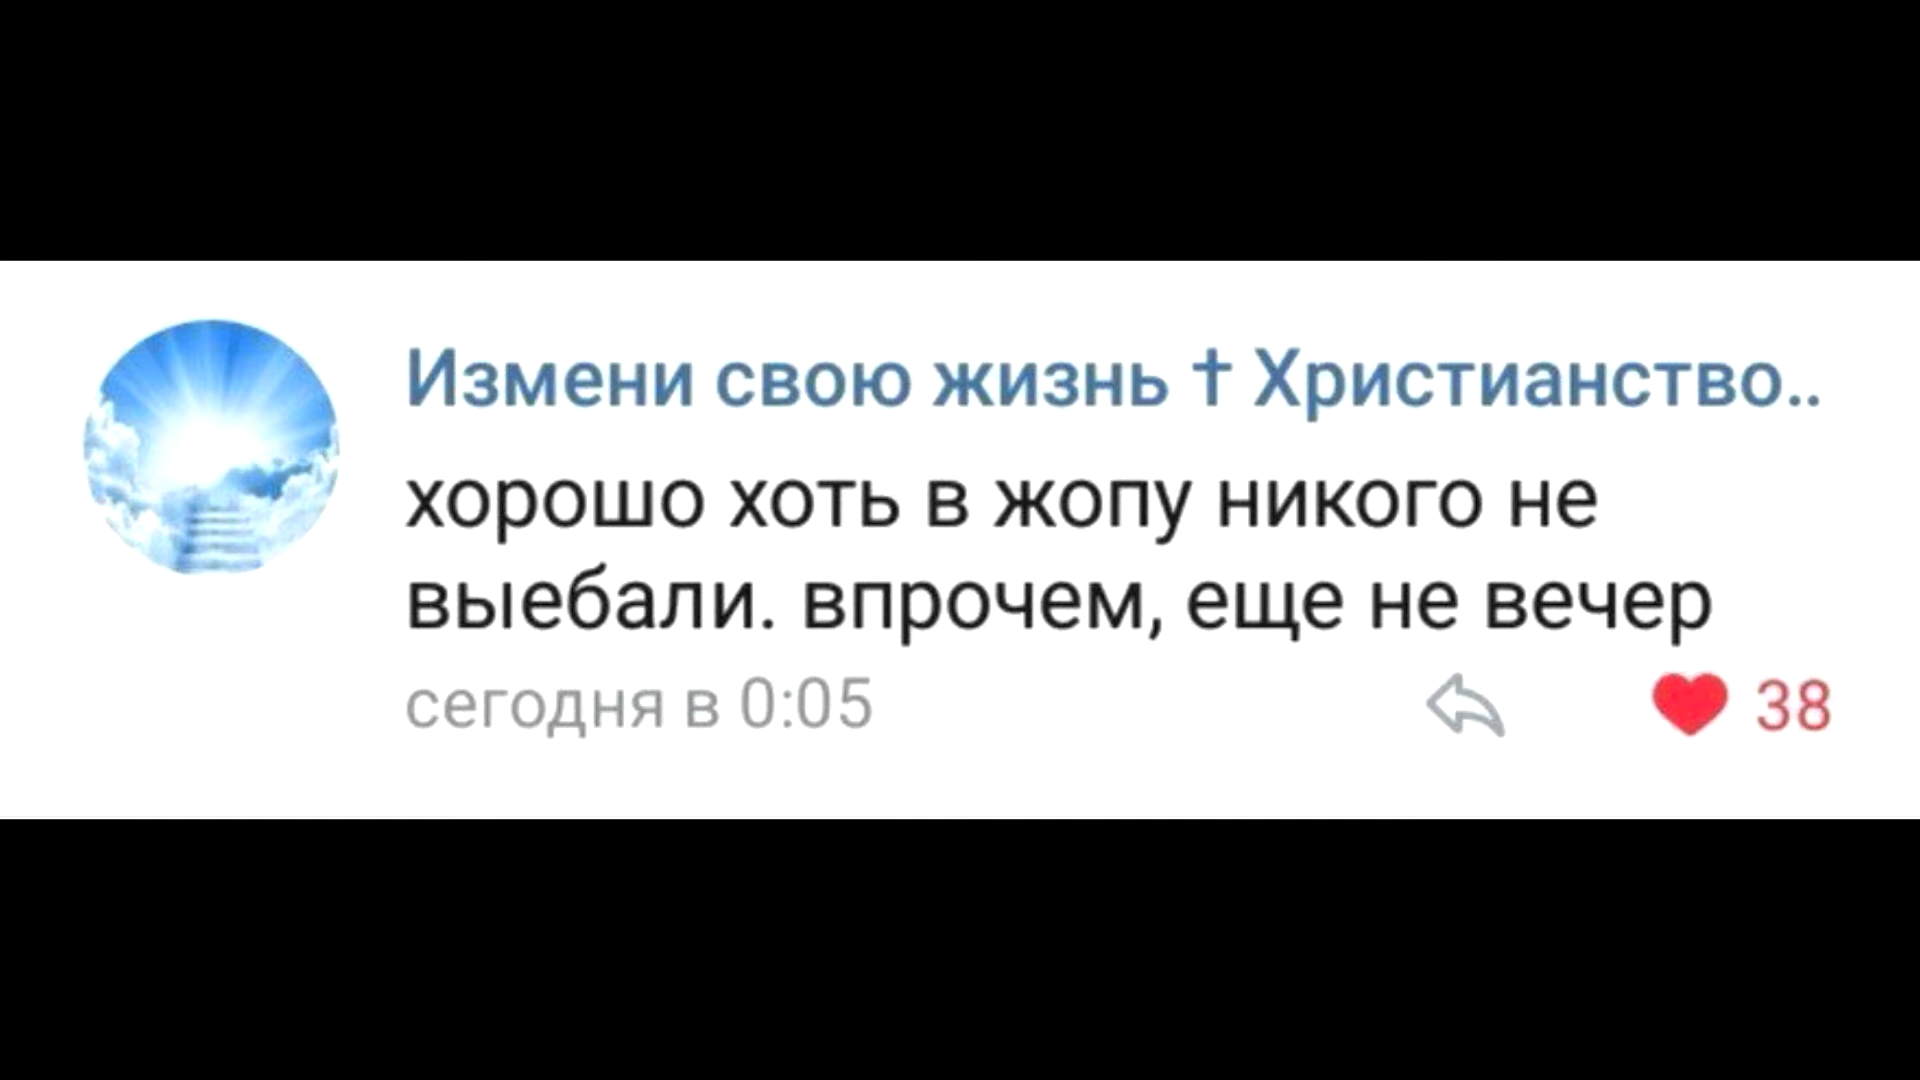 Измени свою жизнь † Христианство..
хорошо хоть в жопу никого не
выебали. впрочем, еще не вечер
сегодня в 0:05
38